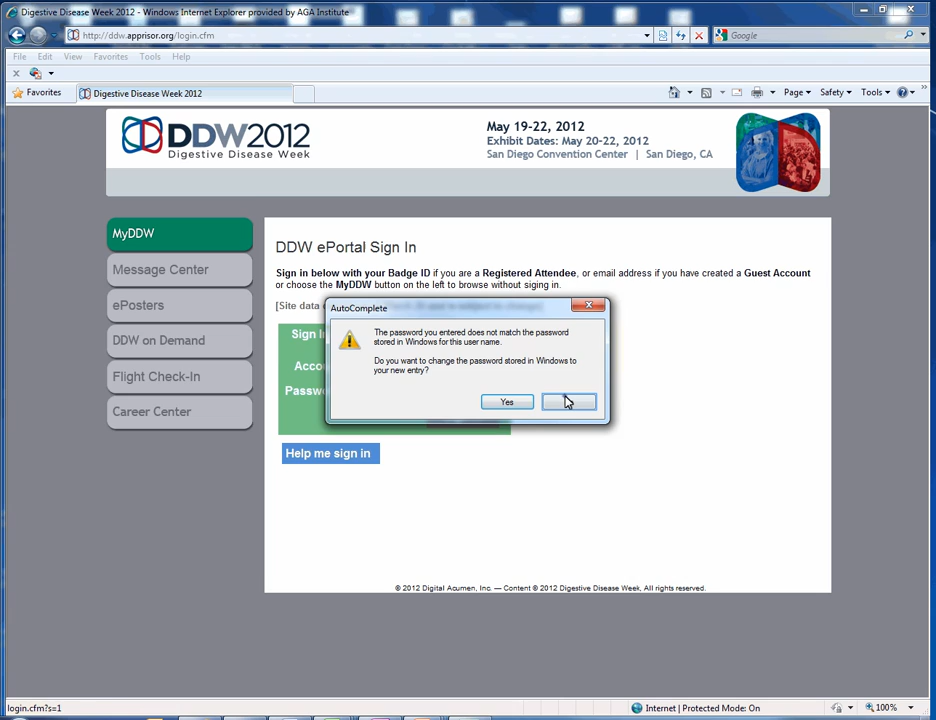 Digestive Disease Week 2012 - Windows Internet Explorer provided by AGA Institute
http://ddw.apprisor.org/login.cfm
Google
File Edit View Favorites Tools Help
Favorites Digestive Disease Week 2012 Page Safety Tools
DDW2012
Digestive Disease Week
May 19-22, 2012
Exhibit Dates: May 20-22, 2012
San Diego Convention Center | San Diego, CA
MyDDW
Message Center
ePosters
DDW on Demand
Flight Check-In
Career Center
DDW ePortal Sign In
Sign in below with your Badge ID if you are a Registered Attendee, or email address if you have created a Guest Account
or choose the MyDDW button on the left to browse without siging in.
[Site data
Sign I
Acco
Passw
AutoComplete
The password you entered does not match the password
stored in Windows for this user name.
Do you want to change the password stored in Windows to
your new entry?
Yes
Help me sign in
© 2012 Digital Acumen, Inc. — Content © 2012 Digestive Disease Week, All rights reserved.
login.cfm?s=1
Internet | Protected Mode: On
100%